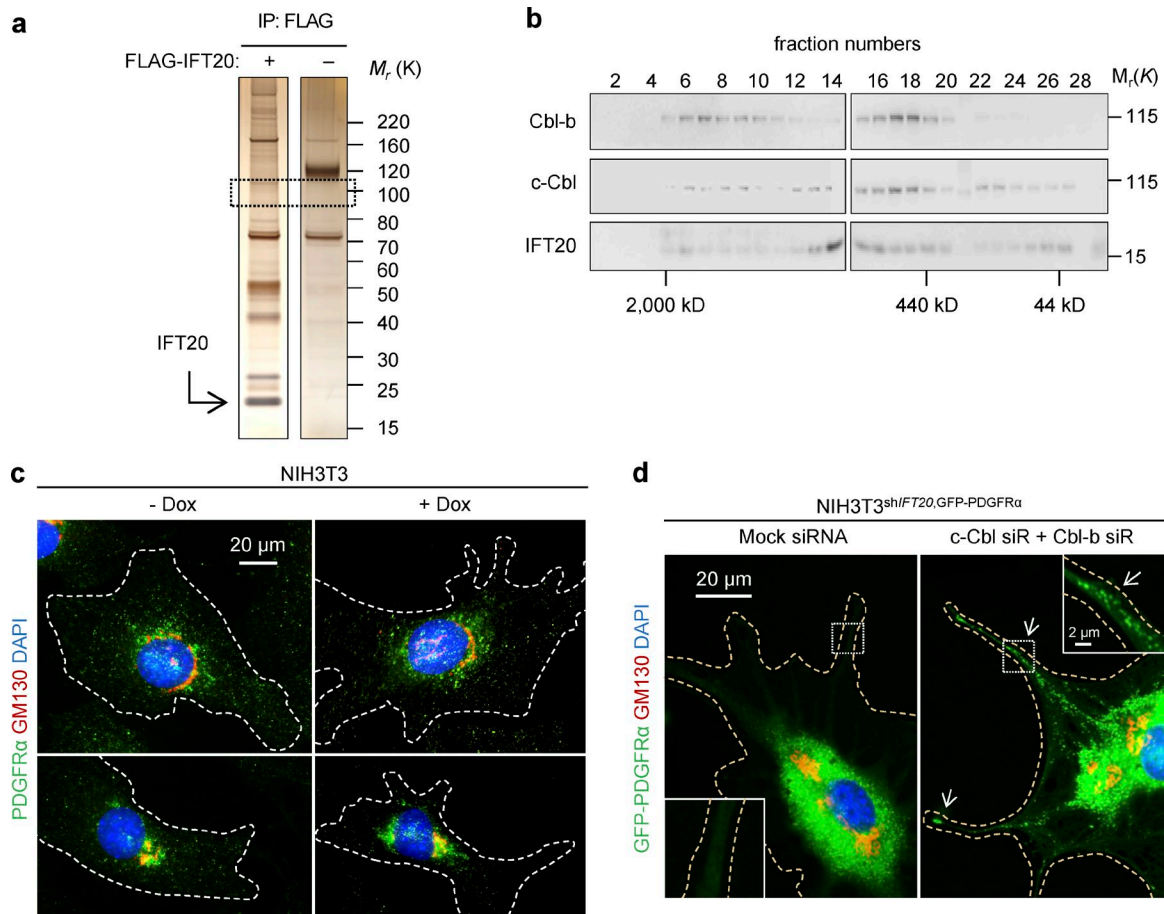 a
IP: FLAG
FLAG-IFT20: + –
Mr (K)
220
160
120
100
80
70
60
50
40
30
25
15
IFT20
b
fraction numbers
2 4 6 8 10 12 14 16 18 20 22 24 26 28 Mr(K)
Cbl-b 115
c-Cbl 115
IFT20 15
2,000 kD 440 kD 44 kD
c
NIH3T3
- Dox + Dox
20 µm
PDGFRα GM130 DAPI
d
NIH3T3shIFT20,GFP-PDGFRα
Mock siRNA c-Cbl siR + Cbl-b siR
20 µm
2 µm
GFP-PDGFRα GM130 DAPI